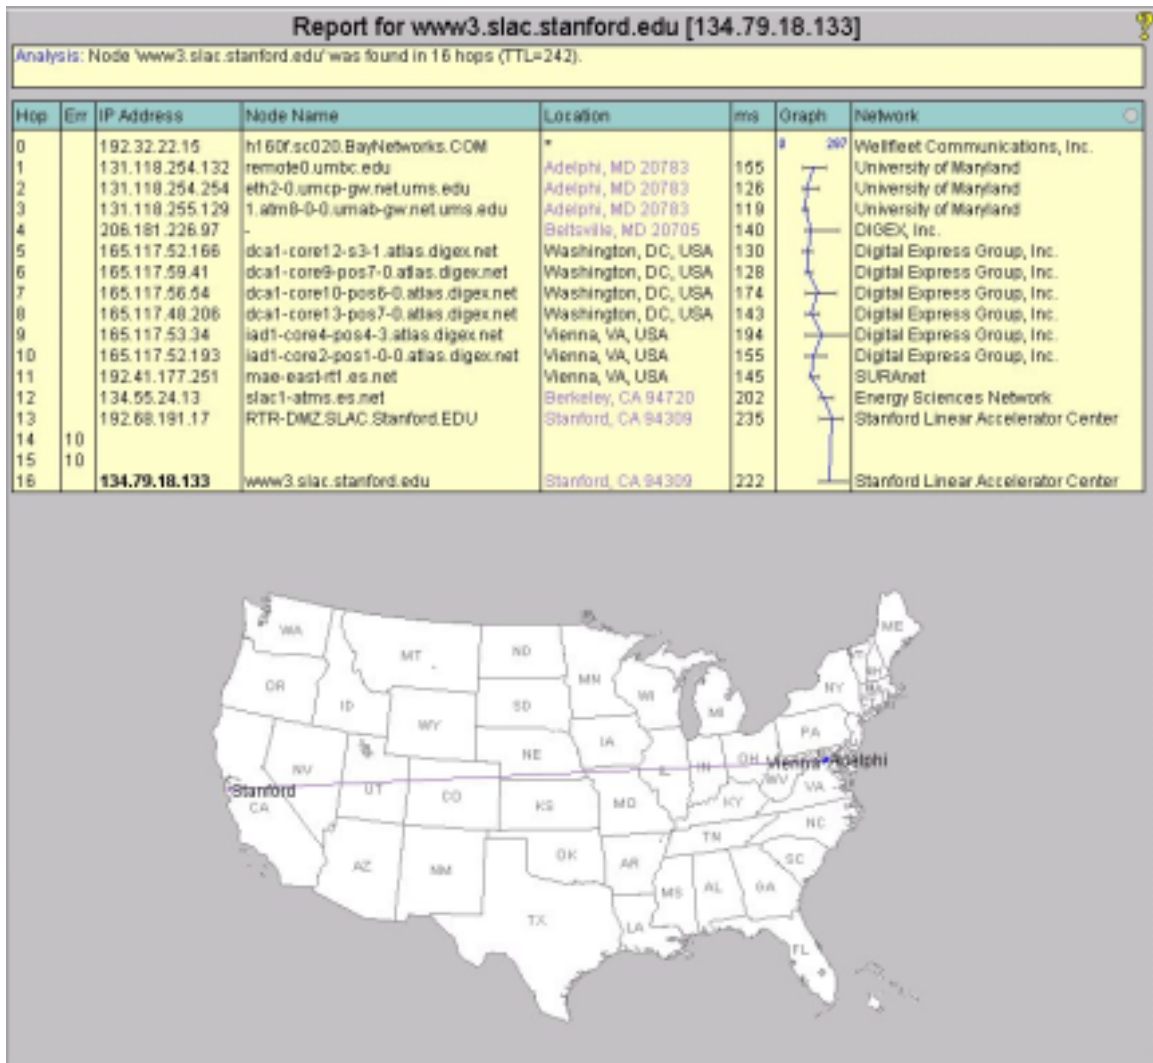 Report for www3.slac.stanford.edu [134.79.18.133]
Analysis: Node 'www3.slac.stanford.edu' was found in 16 hops (TTL=242).
Hop Err IP Address Node Name Location ms Graph Network
0 192.32.22.15 h160f.sc020.BayNetworks.COM * 0 267 Wellfleet Communications, Inc.
1 131.118.254.132 remote0.umbc.edu Adelphi, MD 20783 155 University of Maryland
2 131.118.254.254 eth2-0.umcp-gw.net.ums.edu Adelphi, MD 20783 126 University of Maryland
3 131.118.255.129 1.atm8-0-0.umab-gw.net.ums.edu Adelphi, MD 20783 119 University of Maryland
4 206.181.226.97 - Beltsville, MD 20705 140 DIGEX, Inc.
5 165.117.52.166 dca1-core12-s3-1.atlas.digex.net Washington, DC, USA 130 Digital Express Group, Inc.
6 165.117.59.41 dca1-core9-pos7-0.atlas.digex.net Washington, DC, USA 128 Digital Express Group, Inc.
7 165.117.56.54 dca1-core10-pos6-0.atlas.digex.net Washington, DC, USA 174 Digital Express Group, Inc.
8 165.117.48.206 dca1-core13-pos7-0.atlas.digex.net Washington, DC, USA 143 Digital Express Group, Inc.
9 165.117.53.34 iad1-core4-pos4-3.atlas.digex.net Vienna, VA, USA 194 Digital Express Group, Inc.
10 165.117.52.193 iad1-core2-pos1-0-0.atlas.digex.net Vienna, VA, USA 155 Digital Express Group, Inc.
11 192.41.177.251 mae-east-rt1.es.net Vienna, VA, USA 145 SURAnet
12 134.55.24.13 slac1-atms.es.net Berkeley, CA 94720 202 Energy Sciences Network
13 192.68.191.17 RTR-DMZ.SLAC.Stanford.EDU Stanford, CA 94309 235 Stanford Linear Accelerator Center
14 10
15 10
16 134.79.18.133 www3.slac.stanford.edu Stanford, CA 94309 222 Stanford Linear Accelerator Center
WA MT ND MN ME
OR ID SD WI MI NY
WY IA PA
NV NE IL IN OH Vienna Adelphi
Stanford UT CO WV VA
CA KS MO KY
NC
TN
AZ NM OK AR SC
MS AL GA
TX LA FL